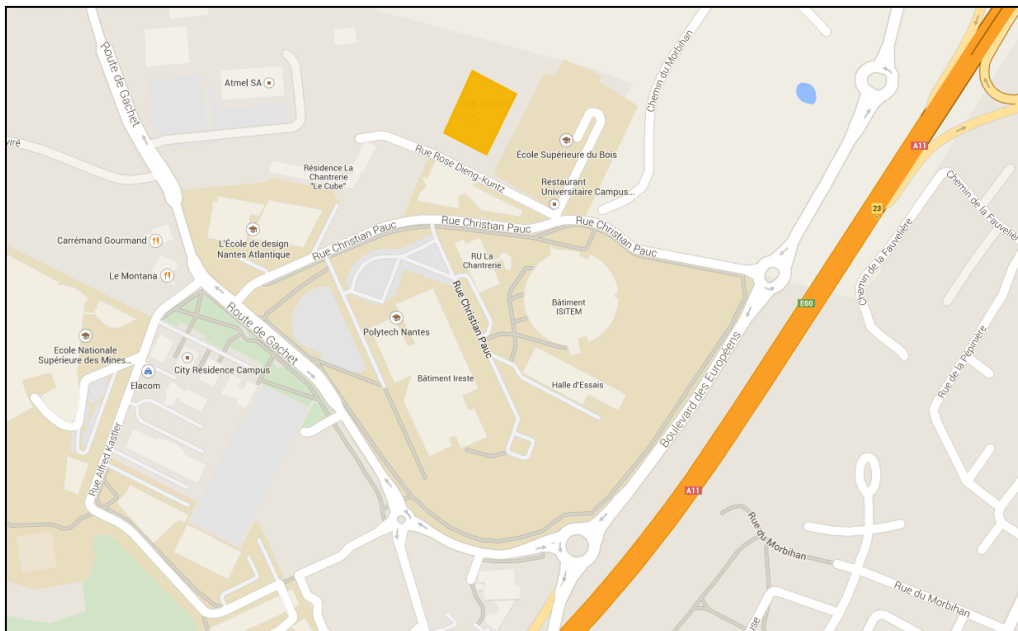 Route de Gachet
Atmel SA
Chemin du Morbihan
A11
viré
Rue Rose Dieng-Kuntz
École Supérieure du Bois
Résidence La
Chantrerie
"Le Cube"
Restaurant
Universitaire Campus...
23
Chemin de la Fauvelière
Chemin de la Fauvelière
Carrémand Gourmand
L'École de design
Nantes Atlantique
Rue Christian Pauc
Rue Christian Pauc
Rue Christian Pauc
Le Montana
RU La
Chantrerie
Rue Christian Pauc
Bâtiment
ISITEM
E60
Route de Gachet
Polytech Nantes
Ecole Nationale
Supérieure des Mines...
City Résidence Campus
Elacom
Bâtiment Ireste
Halle d'Essais
Boulevard des Européens
Rue de la Pépinière
Rue Alfred Kastler
A11
Rue du Morbihan
Rue du Morbihan
use